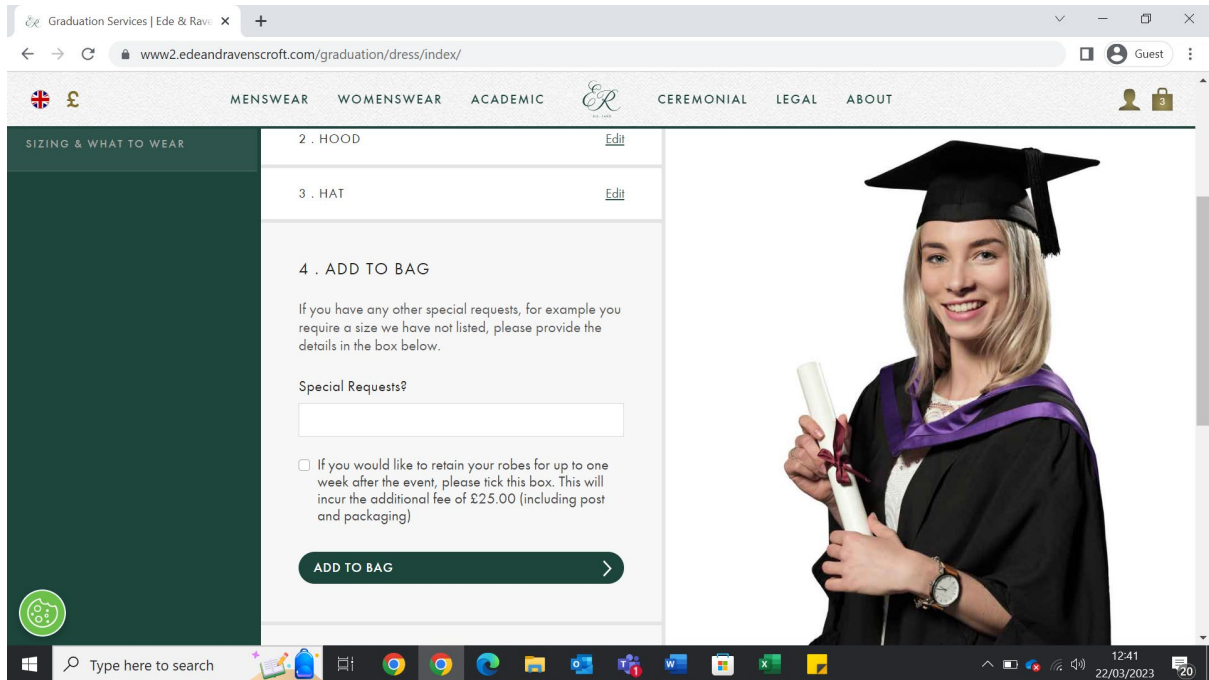 Graduation Services | Ede & Rave
www2.edeandravenscroft.com/graduation/dress/index/
Guest
£
MENSWEAR WOMENSWEAR ACADEMIC ER CEREMONIAL LEGAL ABOUT
3
SIZING & WHAT TO WEAR
2 . HOOD Edit
3 . HAT Edit
4 . ADD TO BAG
If you have any other special requests, for example you
require a size we have not listed, please provide the
details in the box below.
Special Requests?
If you would like to retain your robes for up to one
week after the event, please tick this box. This will
incur the additional fee of £25.00 (including post
and packaging)
ADD TO BAG
Type here to search
12:41
22/03/2023
20